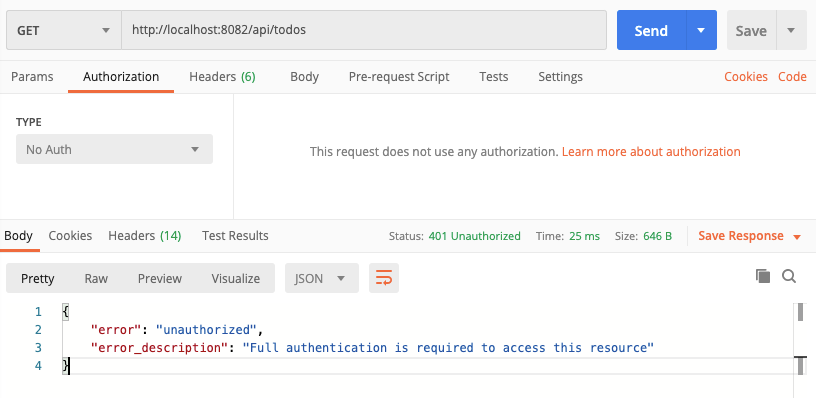 GET http://localhost:8082/api/todos Send Save
Params Authorization Headers (6) Body Pre-request Script Tests Settings Cookies Code
TYPE
No Auth
This request does not use any authorization. Learn more about authorization
Body Cookies Headers (14) Test Results Status: 401 Unauthorized Time: 25 ms Size: 646 B Save Response
Pretty Raw Preview Visualize JSON
1 {
2 "error": "unauthorized",
3 "error_description": "Full authentication is required to access this resource"
4 }